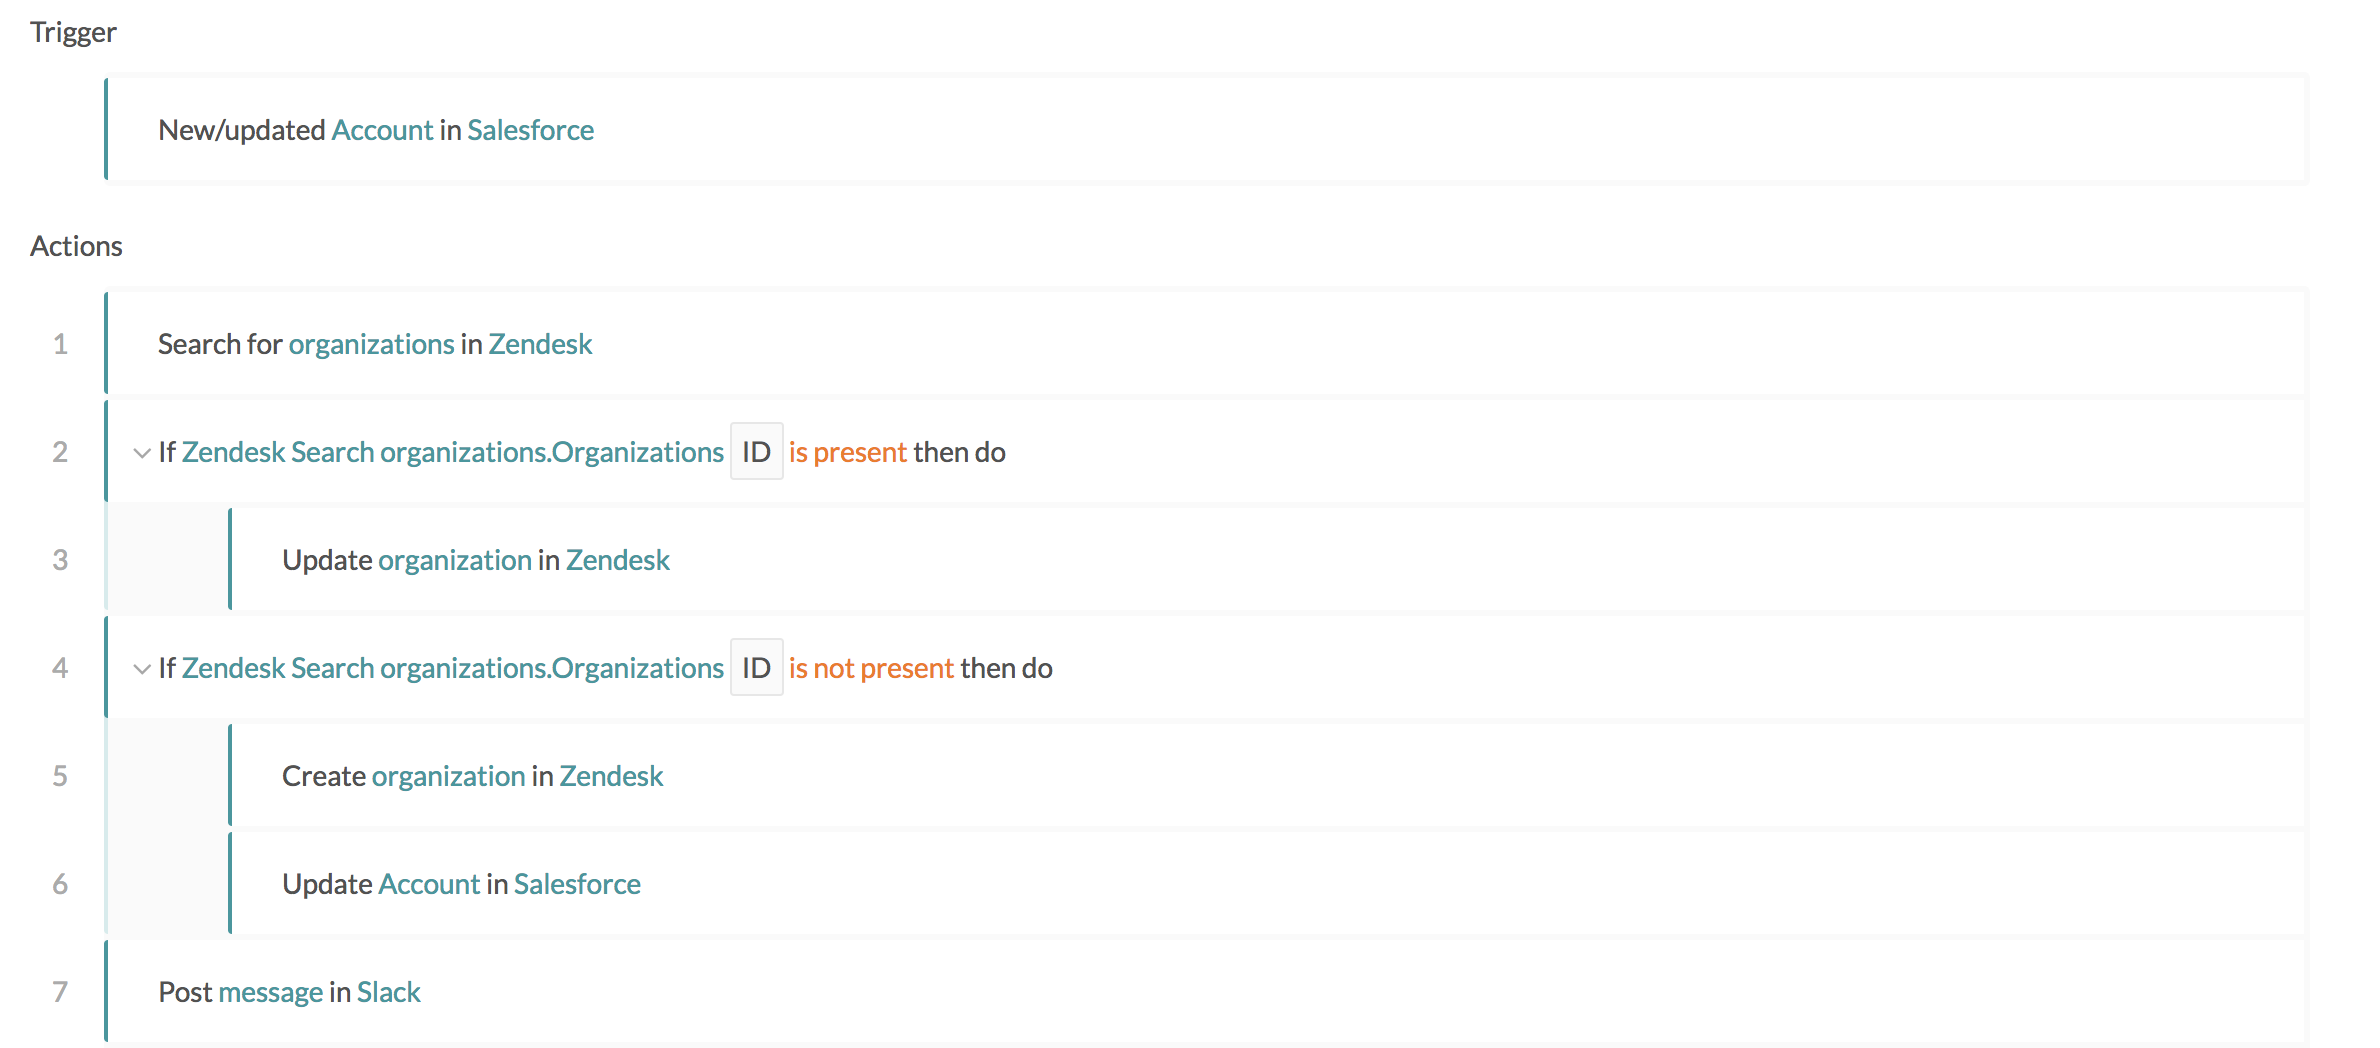 Trigger
New/updated Account in Salesforce
Actions
1 Search for organizations in Zendesk
2 If Zendesk Search organizations.Organizations ID is present then do
3 Update organization in Zendesk
4 If Zendesk Search organizations.Organizations ID is not present then do
5 Create organization in Zendesk
6 Update Account in Salesforce
7 Post message in Slack